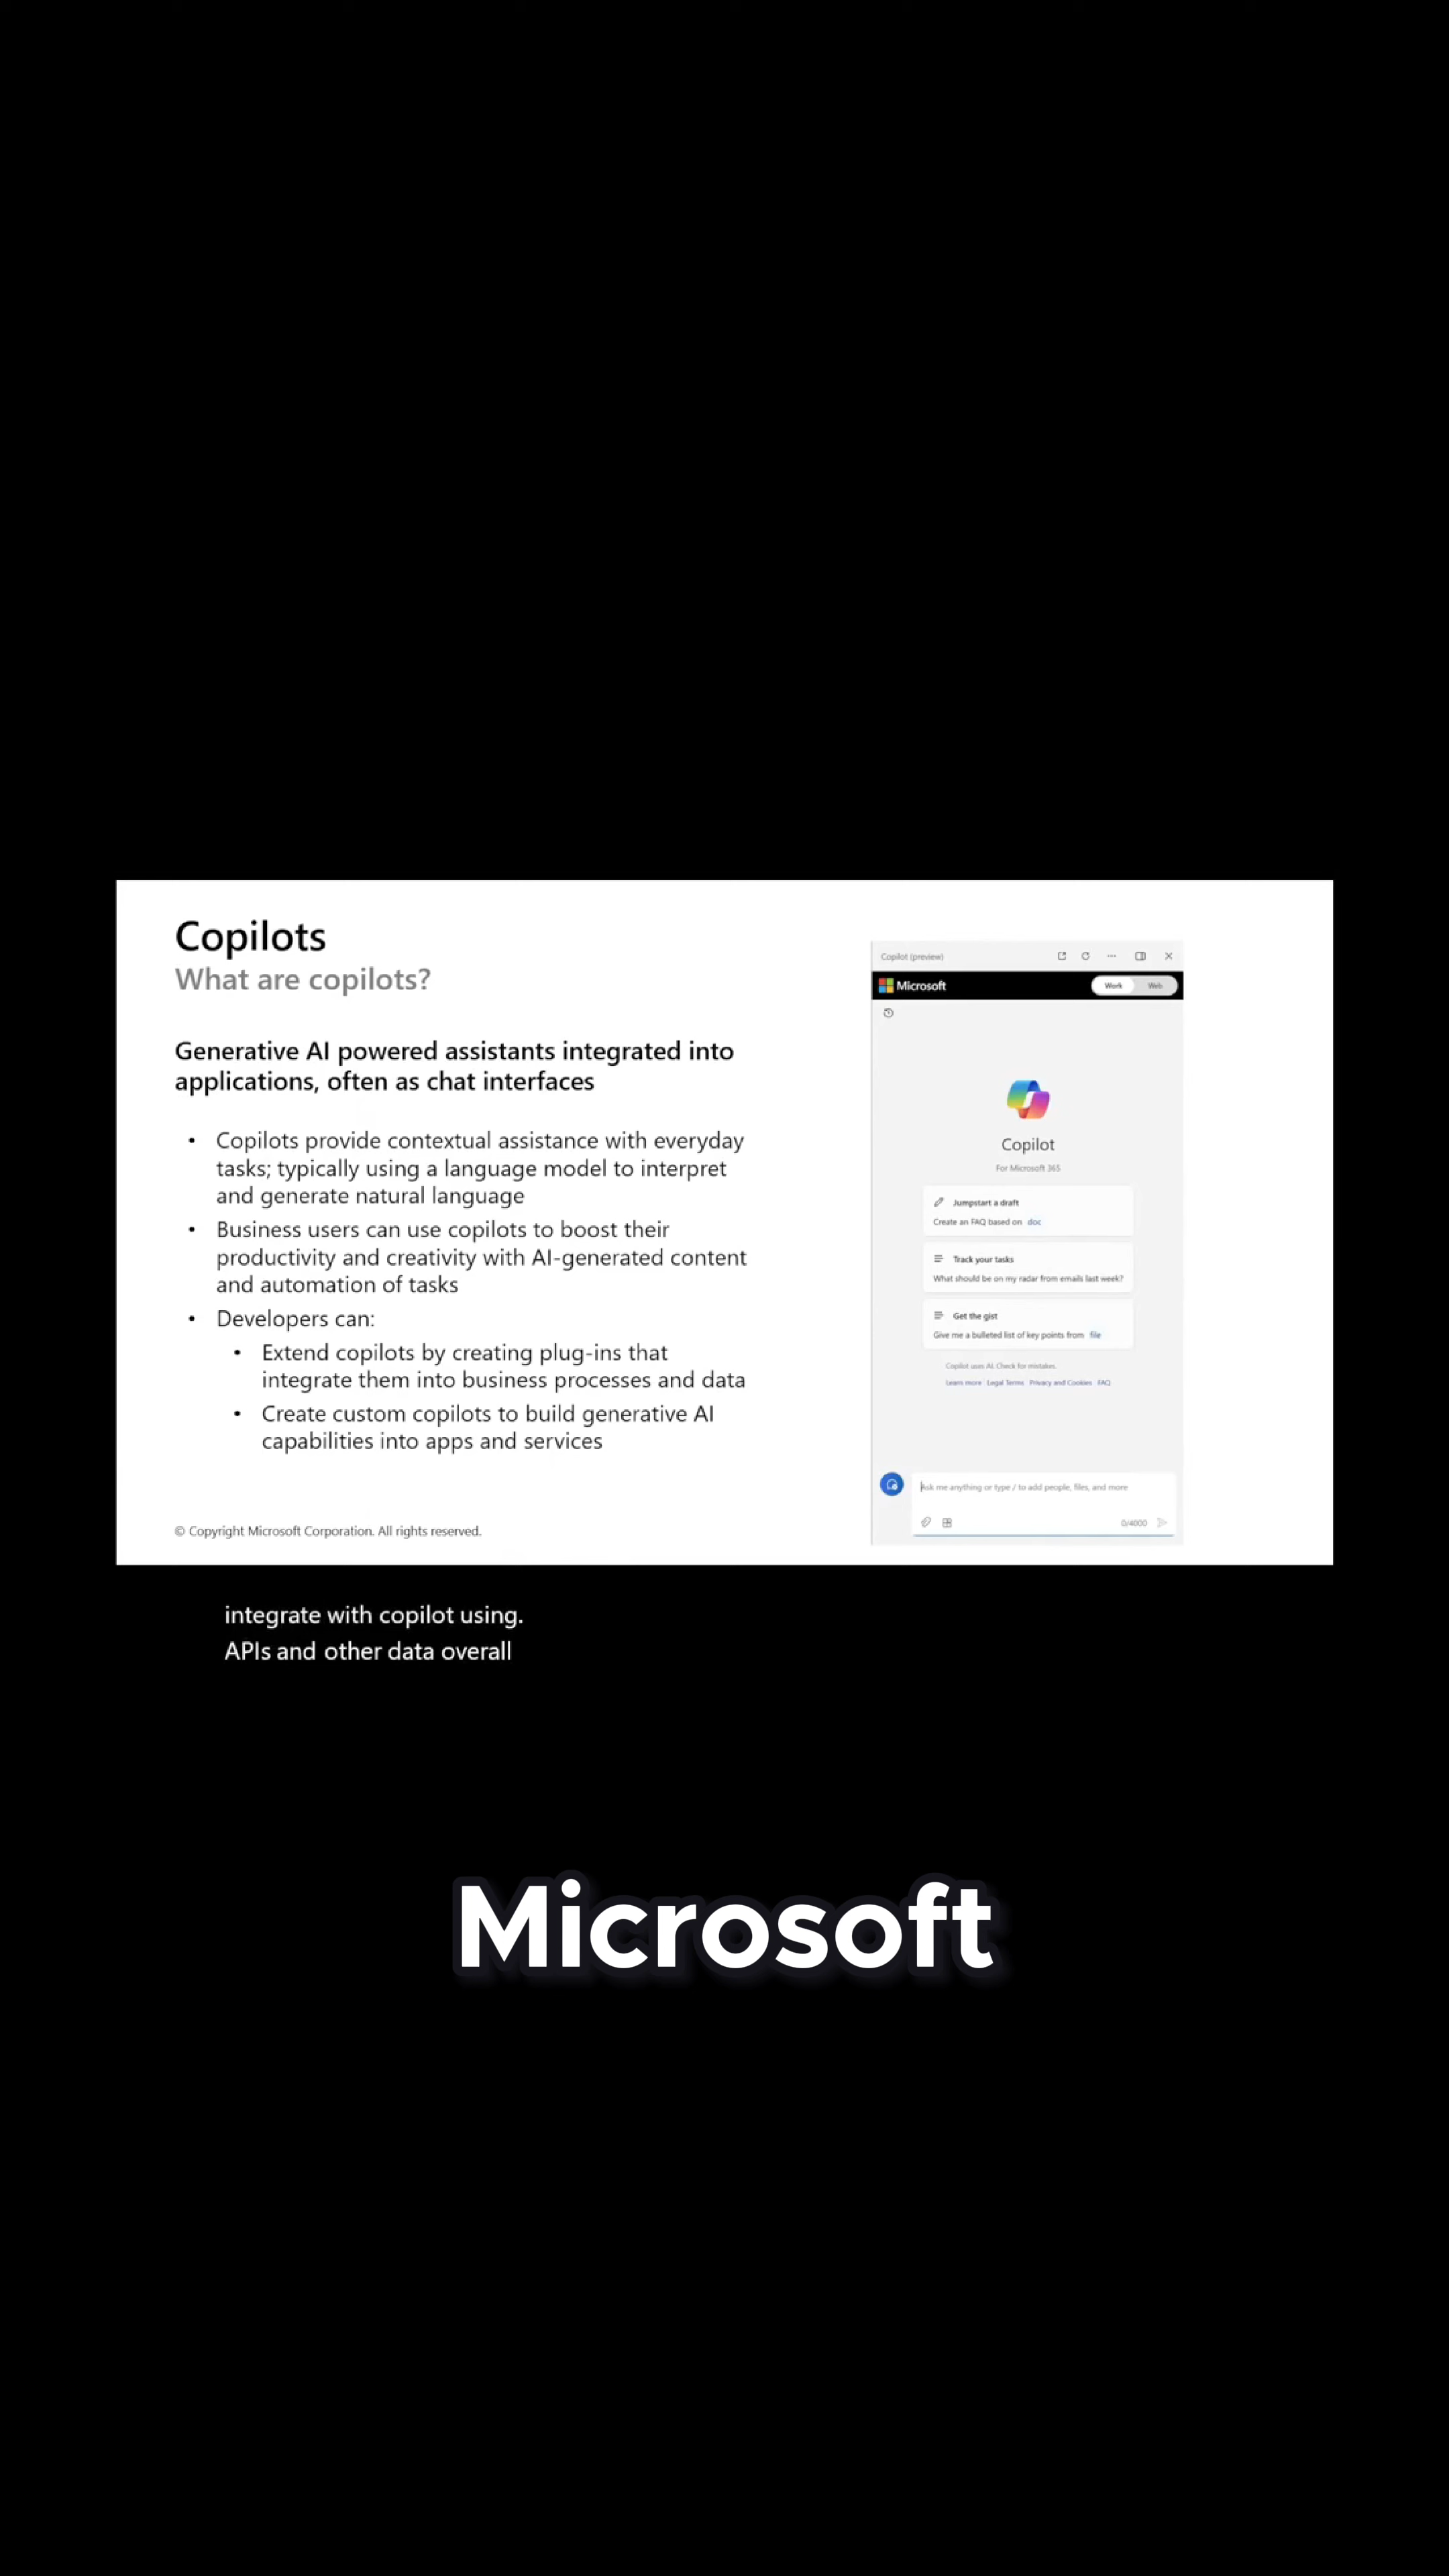 Copilots
What are copilots?
Generative AI powered assistants integrated into
applications, often as chat interfaces
• Copilots provide contextual assistance with everyday
tasks; typically using a language model to interpret
and generate natural language
• Business users can use copilots to boost their
productivity and creativity with AI-generated content
and automation of tasks
• Developers can:
• Extend copilots by creating plug-ins that
integrate them into business processes and data
• Create custom copilots to build generative AI
capabilities into apps and services
© Copyright Microsoft Corporation. All rights reserved.
Copilot (preview)
Microsoft
Work Web
Copilot
For Microsoft 365
Jumpstart a draft
Create an FAQ based on doc
Track your tasks
What should be on my radar from emails last week?
Get the gist
Give me a bulleted list of key points from file
Copilot uses AI. Check for mistakes.
Learn more Legal Terms Privacy and Cookies FAQ
Ask me anything or type / to add people, files, and more
0/4000
integrate with copilot using.
APIs and other data overall
Microsoft